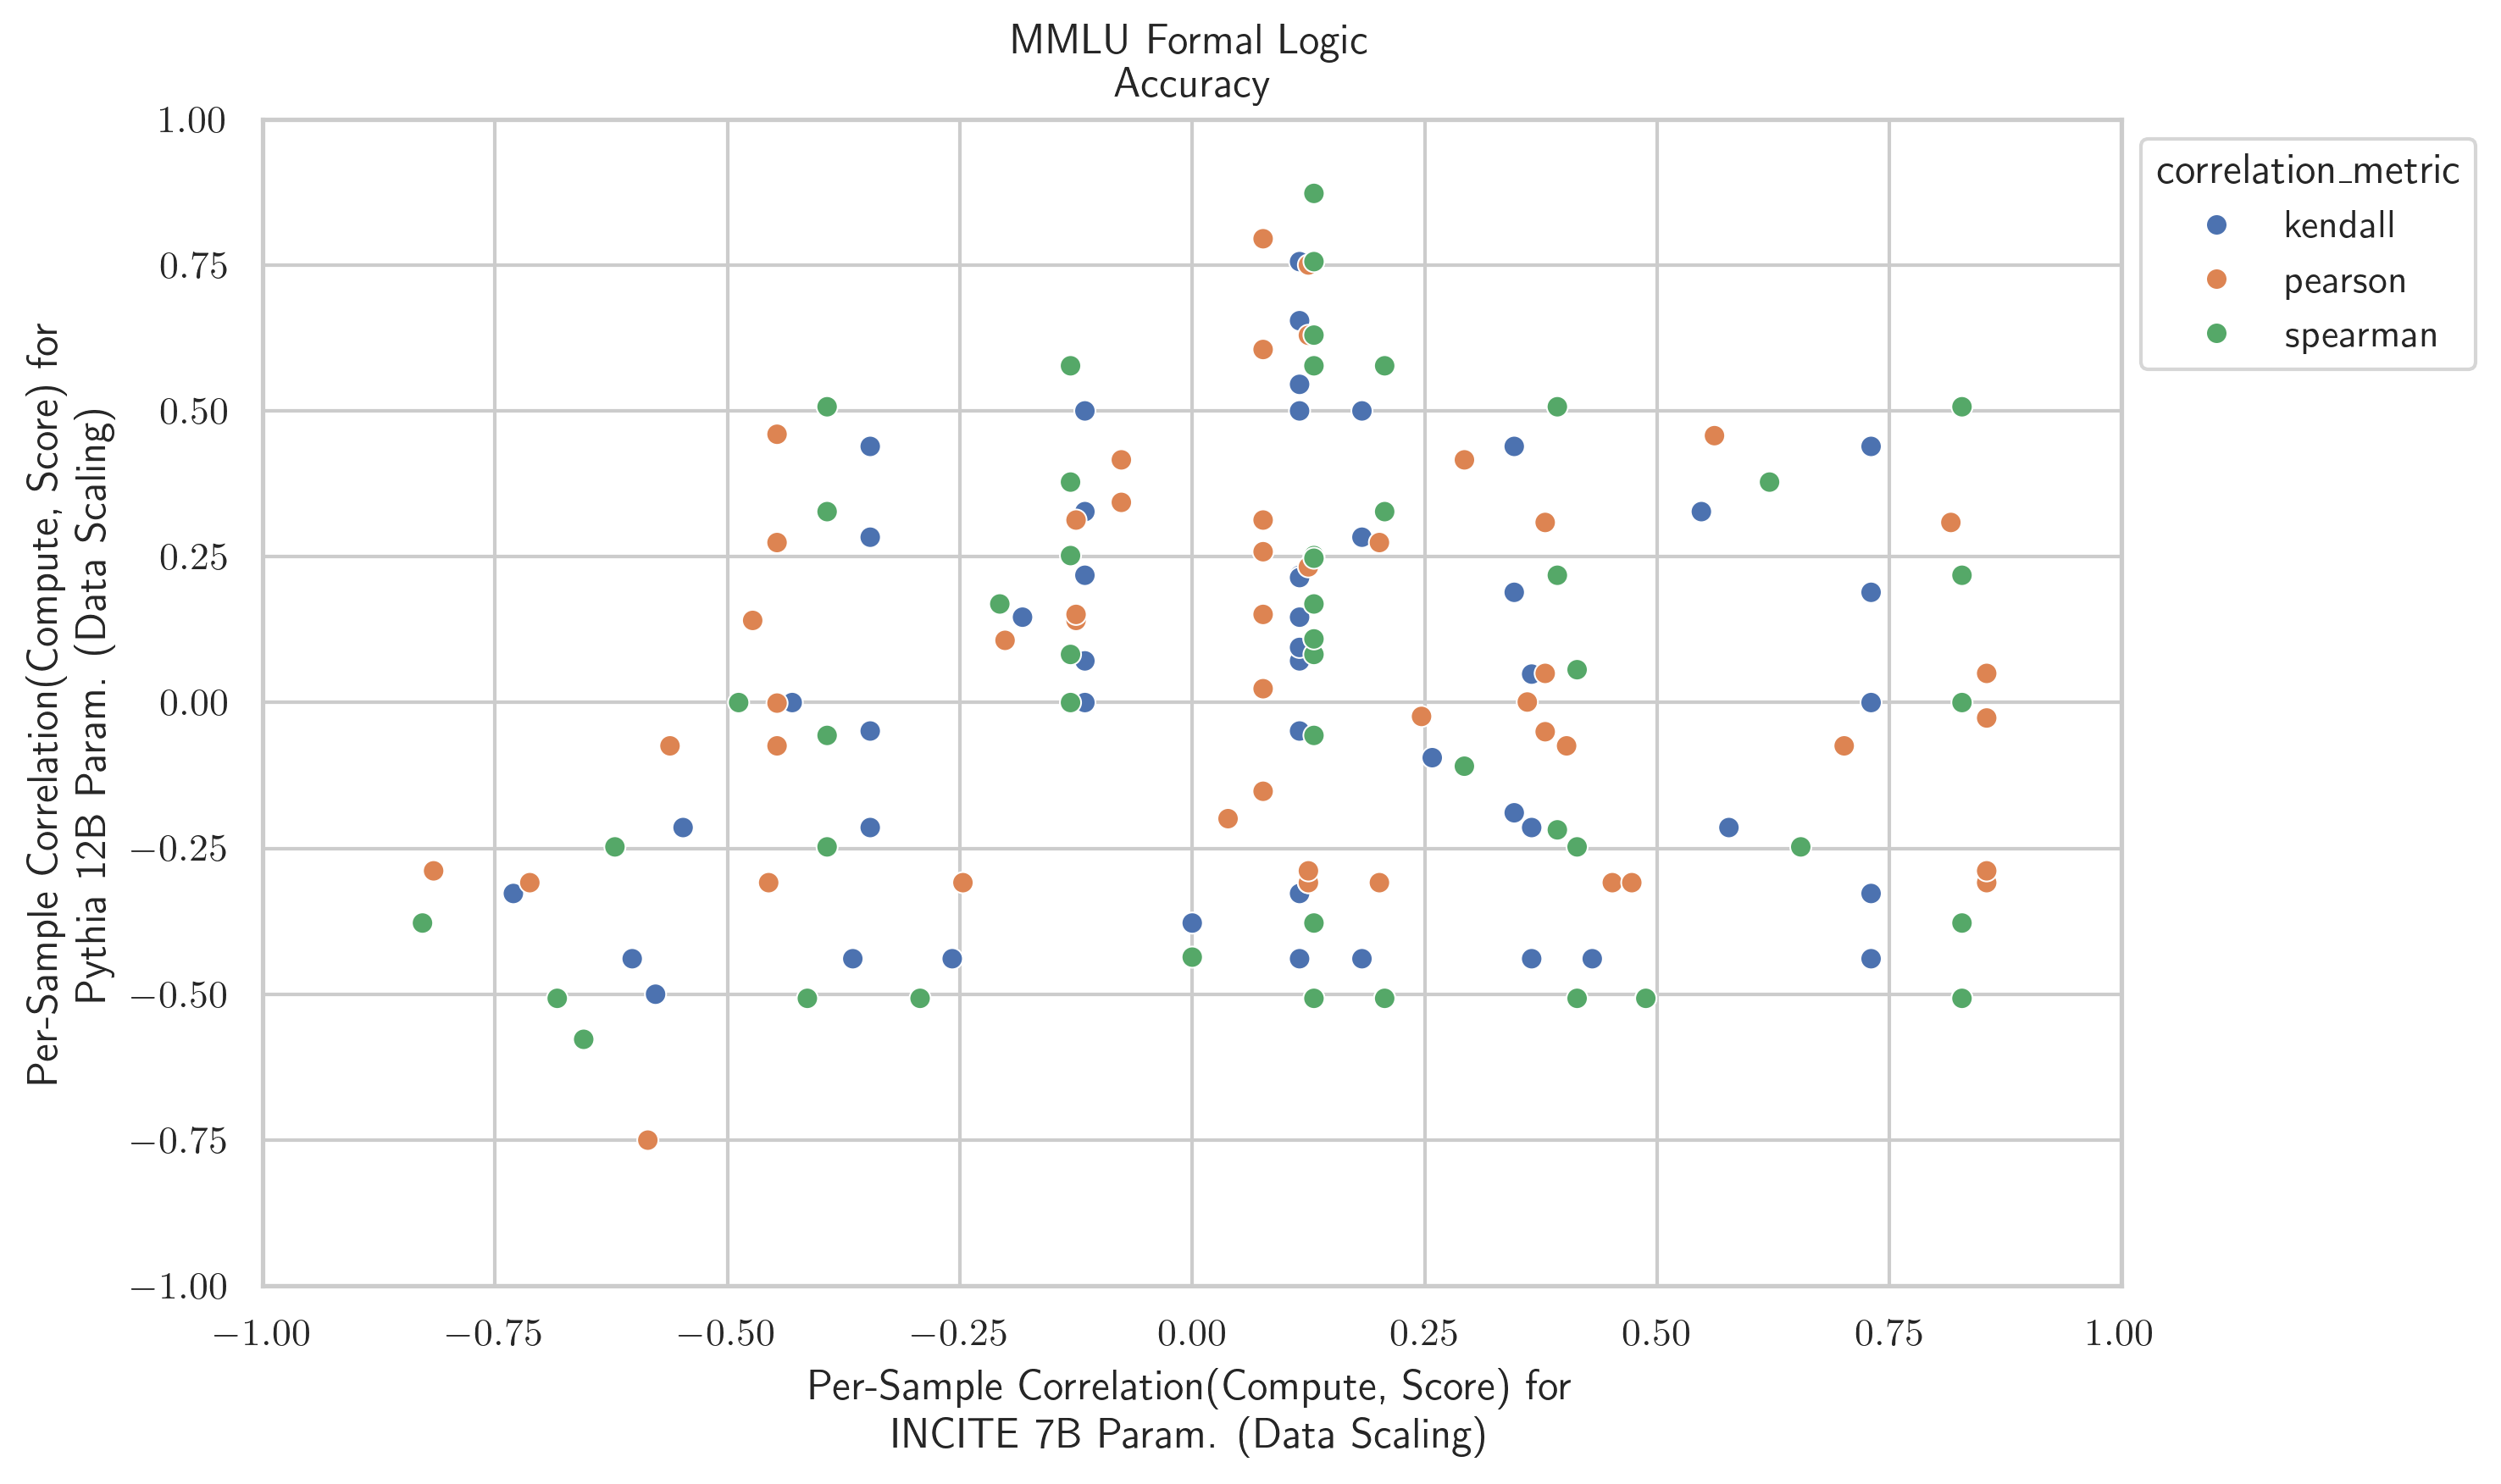 MMLU Formal Logic
Accuracy
Per-Sample Correlation(Compute, Score) for
Pythia 12B Param. (Data Scaling)
1.00
0.75
0.50
0.25
0.00
−0.25
−0.50
−0.75
−1.00
−1.00
−0.75
−0.50
−0.25
0.00
0.25
0.50
0.75
1.00
Per-Sample Correlation(Compute, Score) for
INCITE 7B Param. (Data Scaling)
correlation_metric
kendall
pearson
spearman